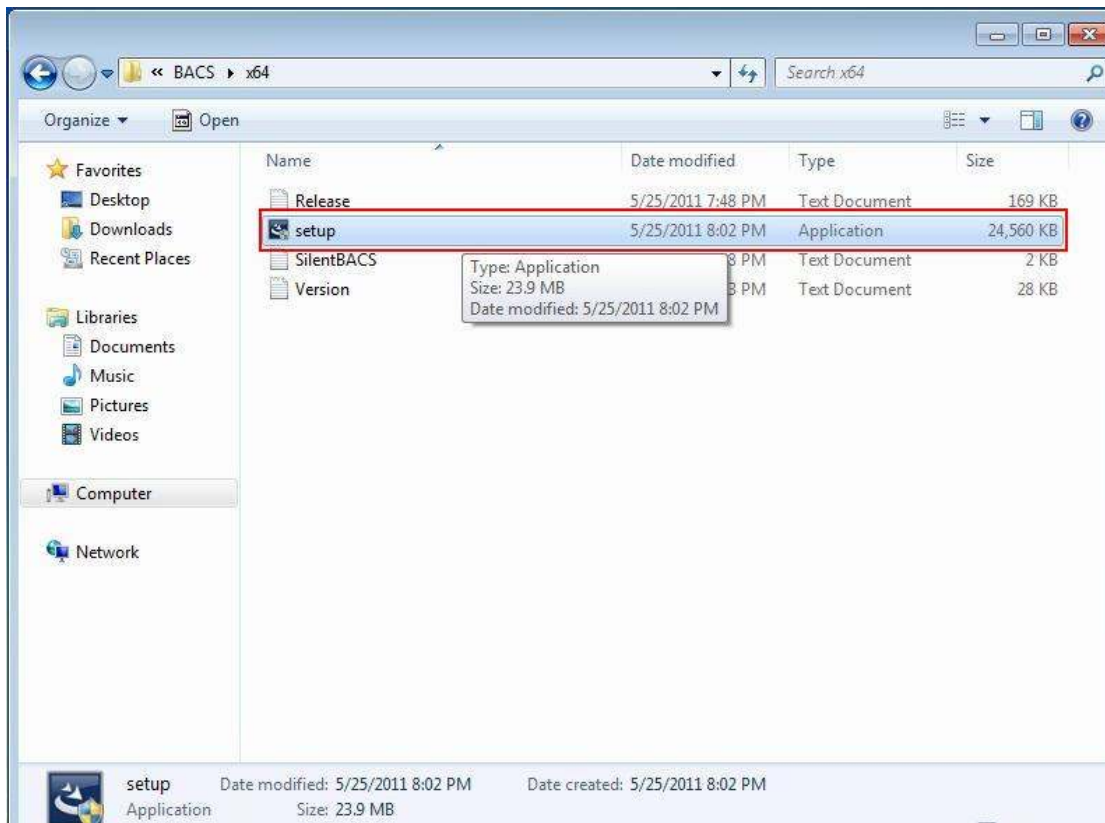 « BACS ▸ x64
Search x64
Organize ▾ Open
Favorites
Desktop
Downloads
Recent Places
Libraries
Documents
Music
Pictures
Videos
Computer
Network
Name Date modified Type Size
Release 5/25/2011 7:48 PM Text Document 169 KB
setup 5/25/2011 8:02 PM Application 24,560 KB
SilentBACS 8 PM Text Document 2 KB
Version 3 PM Text Document 28 KB
Type: Application
Size: 23.9 MB
Date modified: 5/25/2011 8:02 PM
setup Date modified: 5/25/2011 8:02 PM Date created: 5/25/2011 8:02 PM
Application Size: 23.9 MB